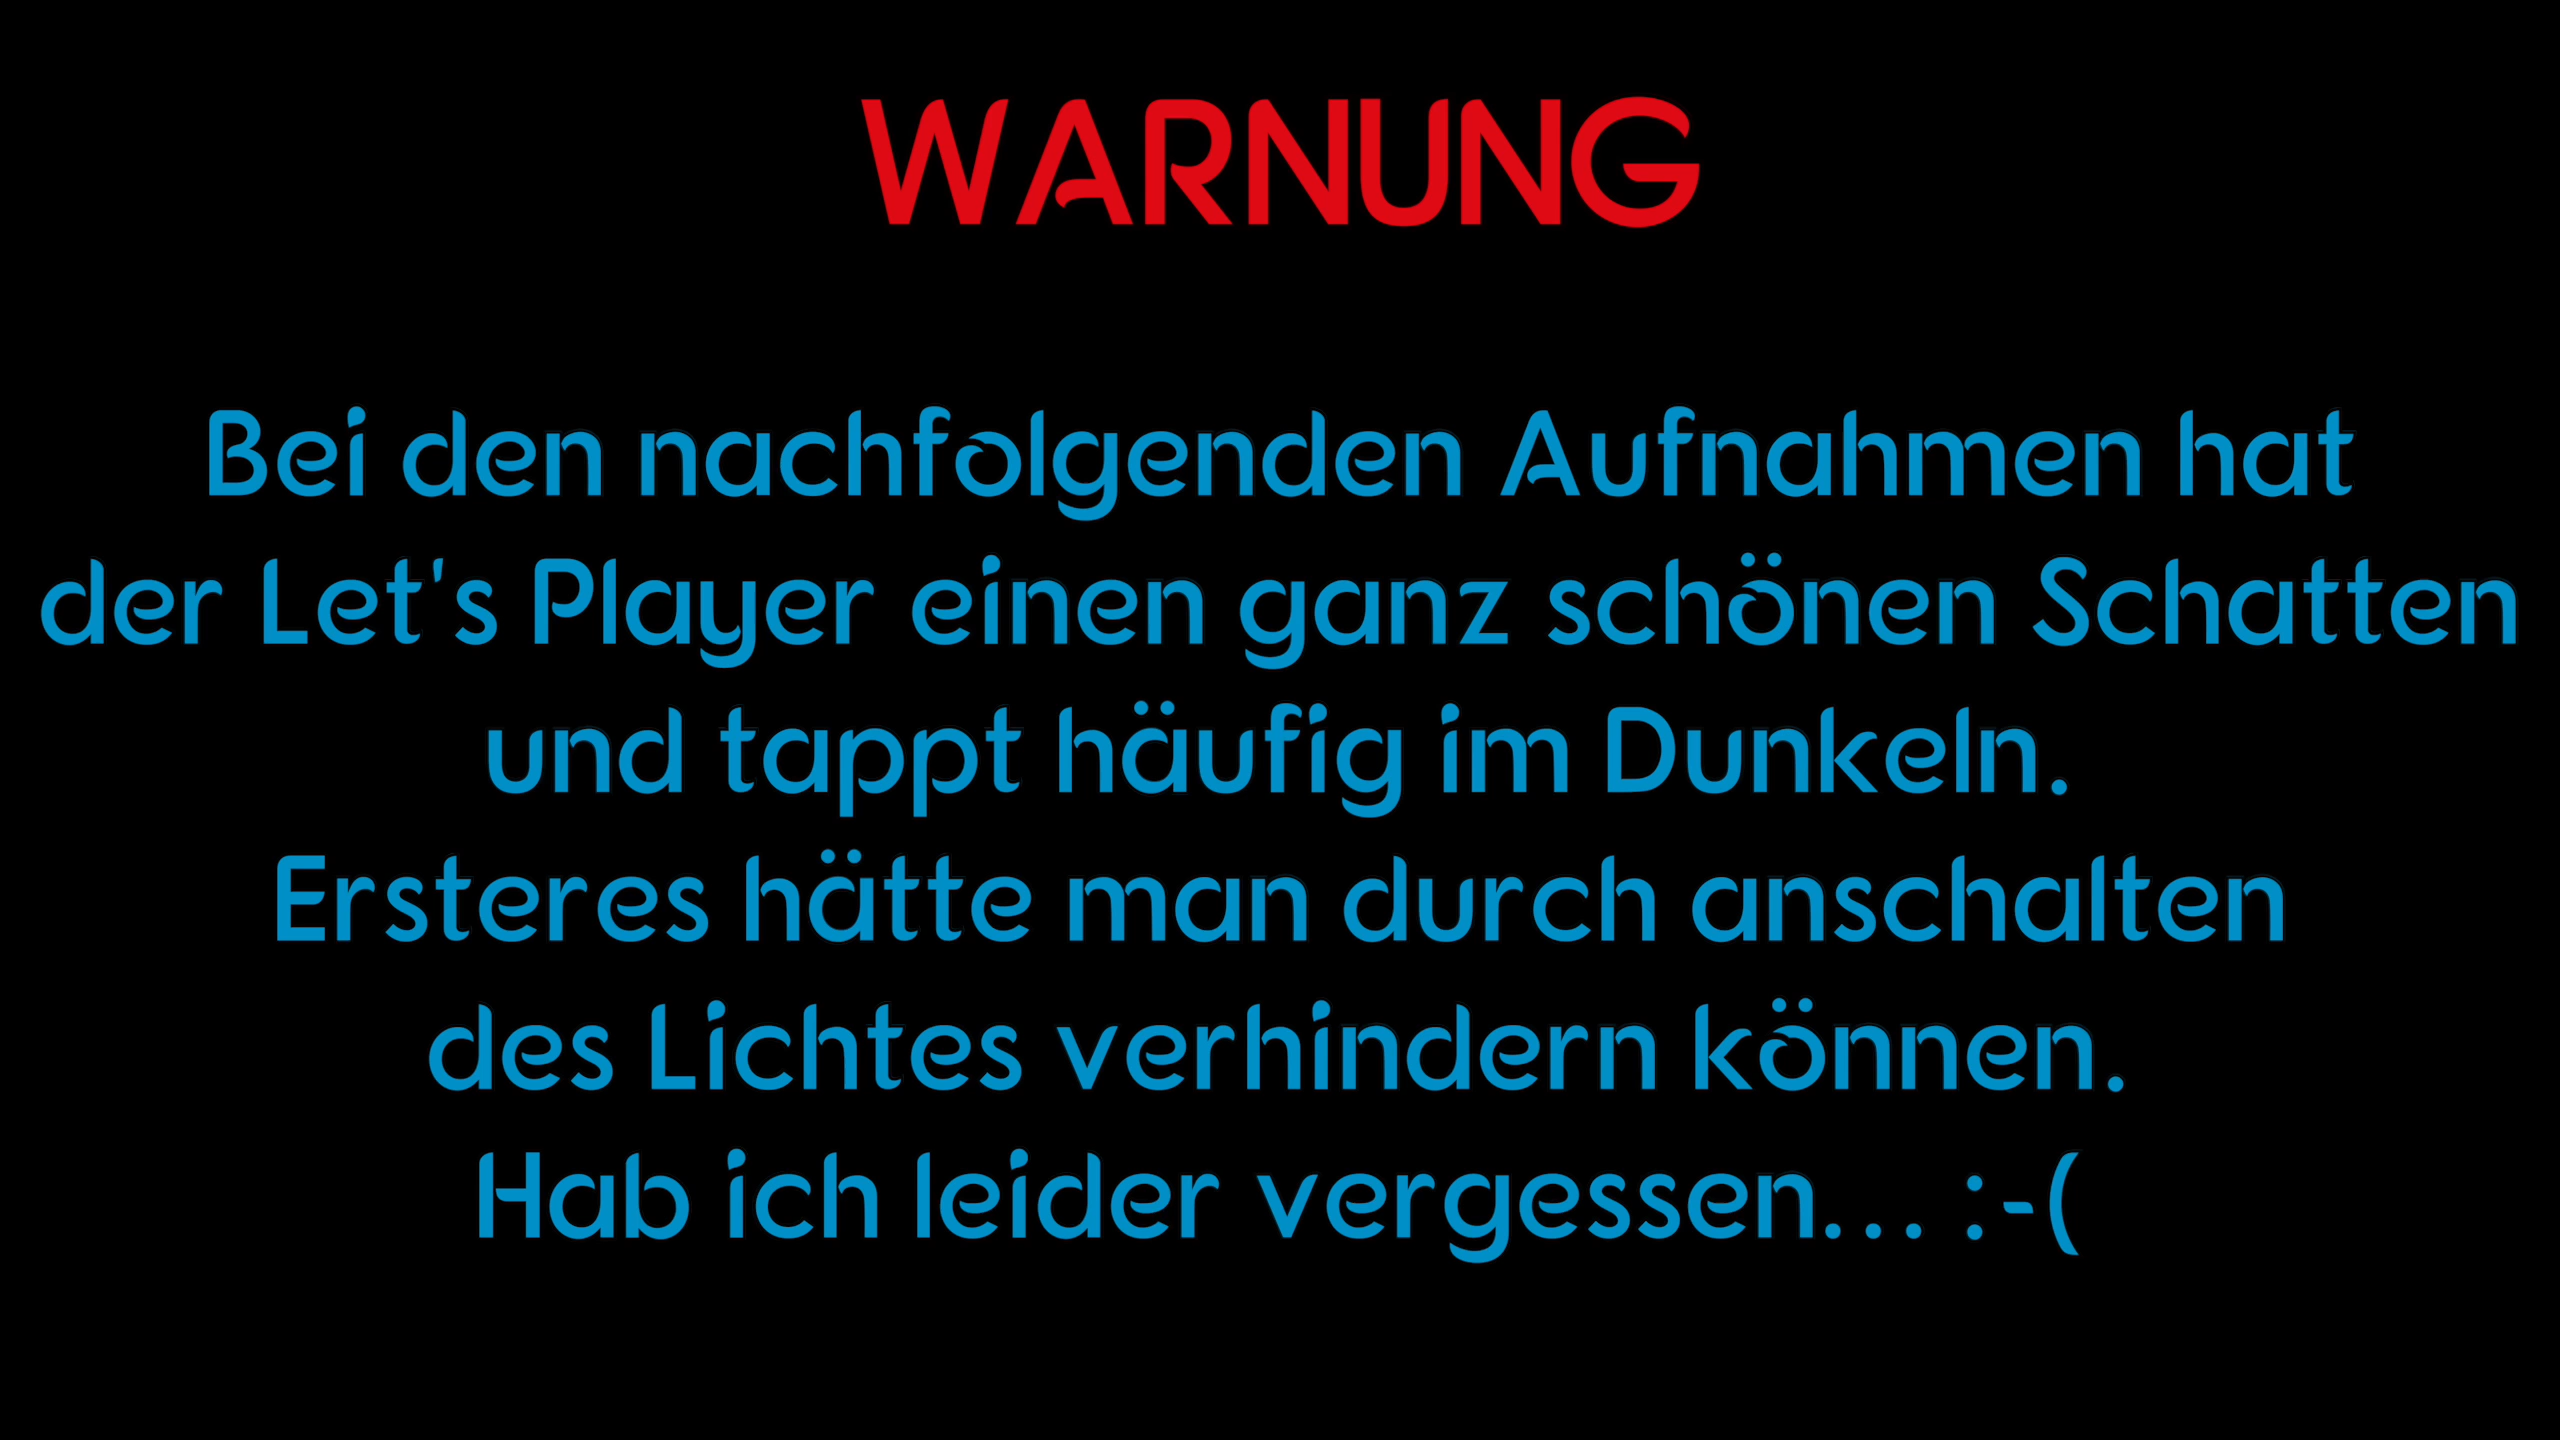 WARNUNG
Bei den nachfolgenden Aufnahmen hat
der Let's Player einen ganz schönen Schatten
und tappt häufig im Dunkeln.
Ersteres hätte man durch anschalten
des Lichtes verhindern können.
Hab ich leider vergessen... :-(